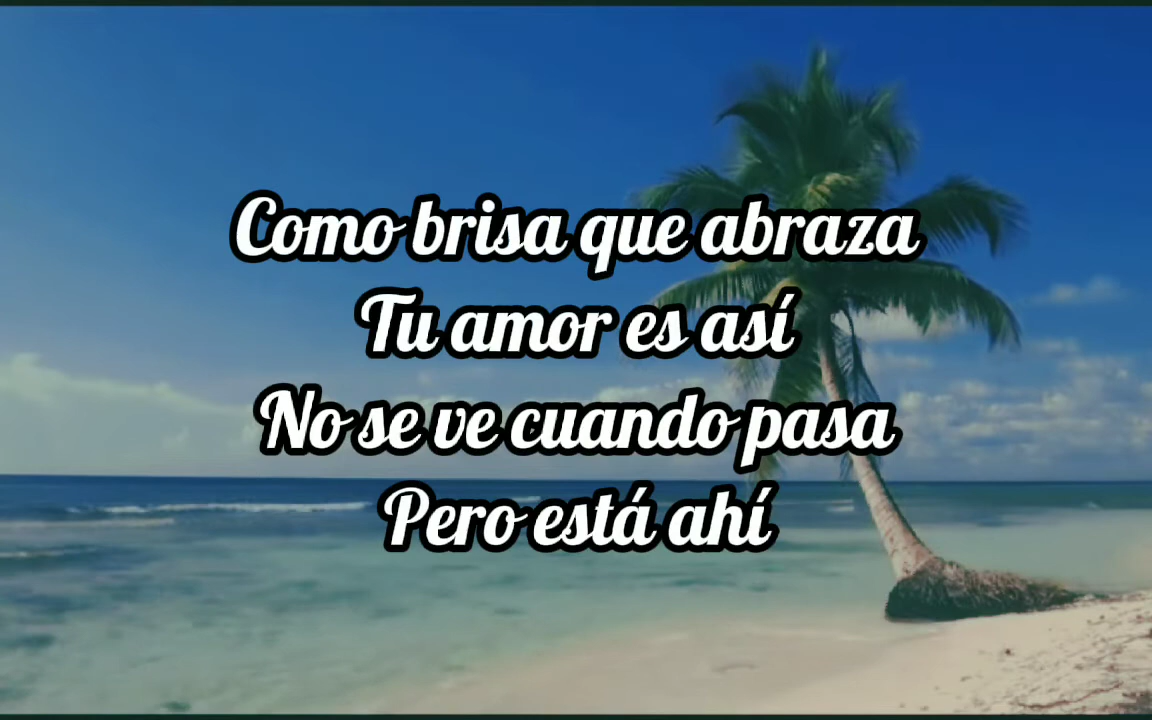 Como brisa que abraza
Tu amor es así
No se ve cuando pasa
Pero está ahí